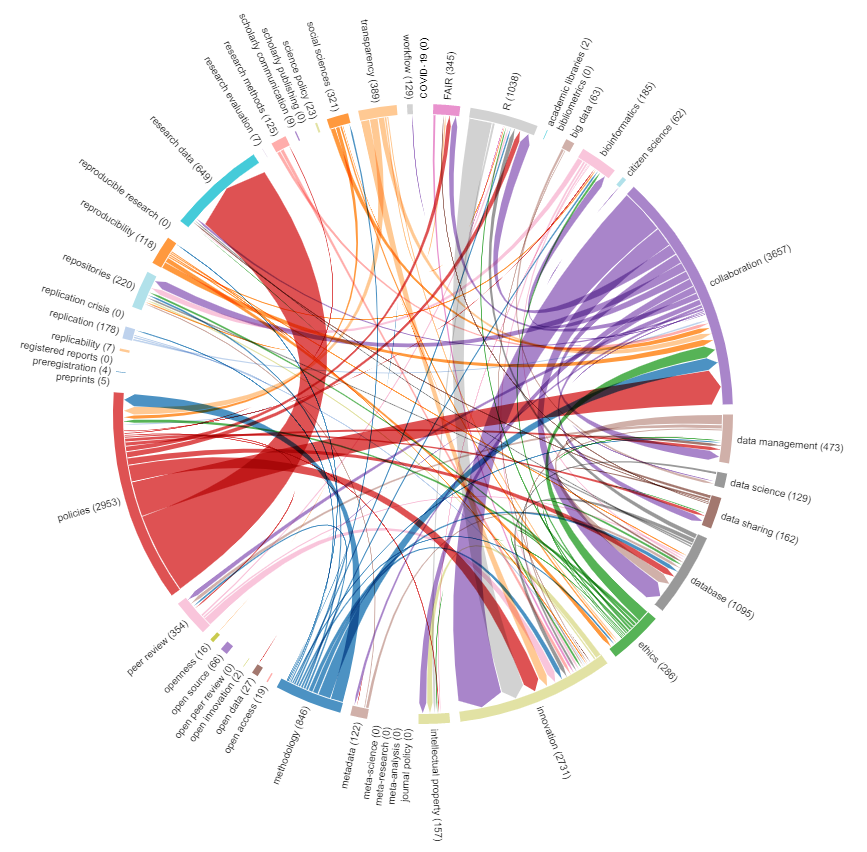 COVID-19 (0)
FAIR (345)
R (1038)
academic libraries (2)
bibliometrics (0)
big data (63)
bioinformatics (185)
citizen science (62)
collaboration (3657)
data management (473)
data science (129)
data sharing (162)
database (1095)
ethics (286)
innovation (2731)
intellectual property (157)
journal policy (0)
meta-analysis (0)
meta-research (0)
meta-science (0)
metadata (122)
methodology (846)
open access (19)
open data (27)
open innovation (2)
open peer review (0)
open source (66)
openness (16)
peer review (354)
policies (2953)
preprints (5)
preregistration (4)
registered reports (0)
replicability (7)
replication (178)
replication crisis (0)
repositories (220)
reproducibility (118)
reproducible research (0)
research data (649)
research evaluation (7)
research methods (125)
scholarly communication (9)
scholarly publishing (0)
science policy (23)
social sciences (321)
transparency (389)
workflow (129)